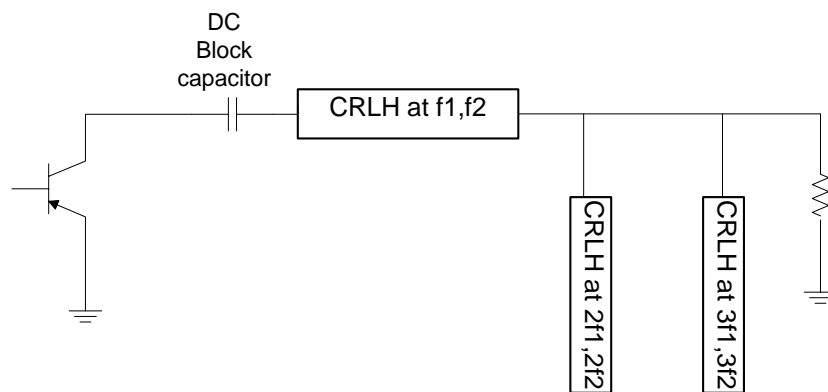 DC
Block
capacitor
CRLH at f1,f2
CRLH at 2f1,2f2
CRLH at 3f1,3f2